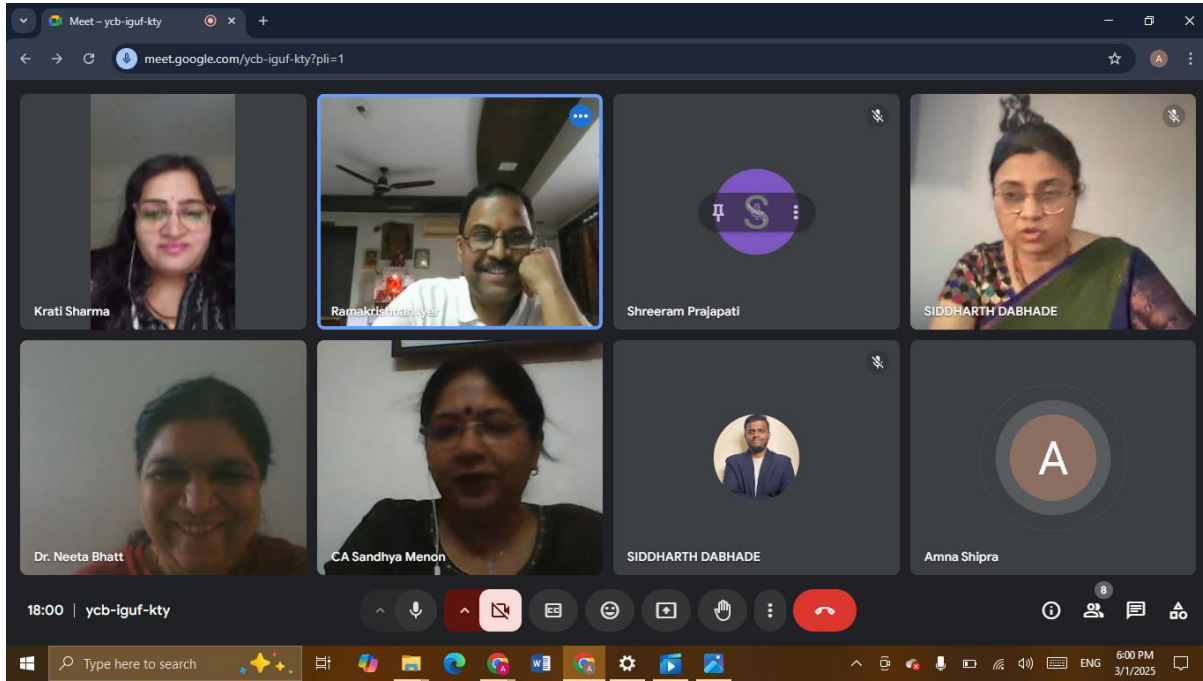 Meet – ycb-iguf-kty
meet.google.com/ycb-iguf-kty?pli=1
A
Krati Sharma
Ramakrishnan Iyer
S
Shreeram Prajapati
SIDDHARTH DABHADE
Dr. Neeta Bhatt
CA Sandhya Menon
SIDDHARTH DABHADE
A
Amna Shipra
18:00 | ycb-iguf-kty
CC
8
Type here to search
ENG
6:00 PM
3/1/2025